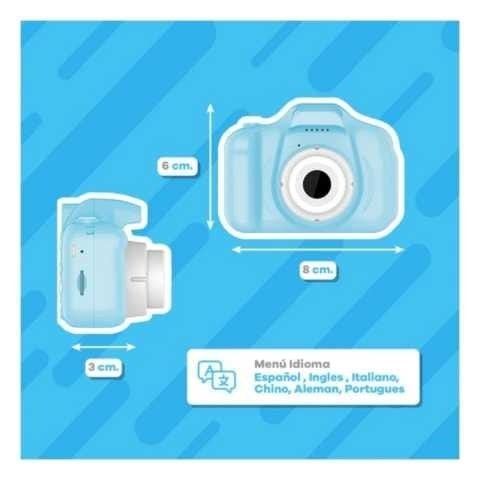 6 cm.
8 cm.
3 cm.
Menú Idioma
Español , Ingles , Italiano,
Chino, Aleman, Portugues